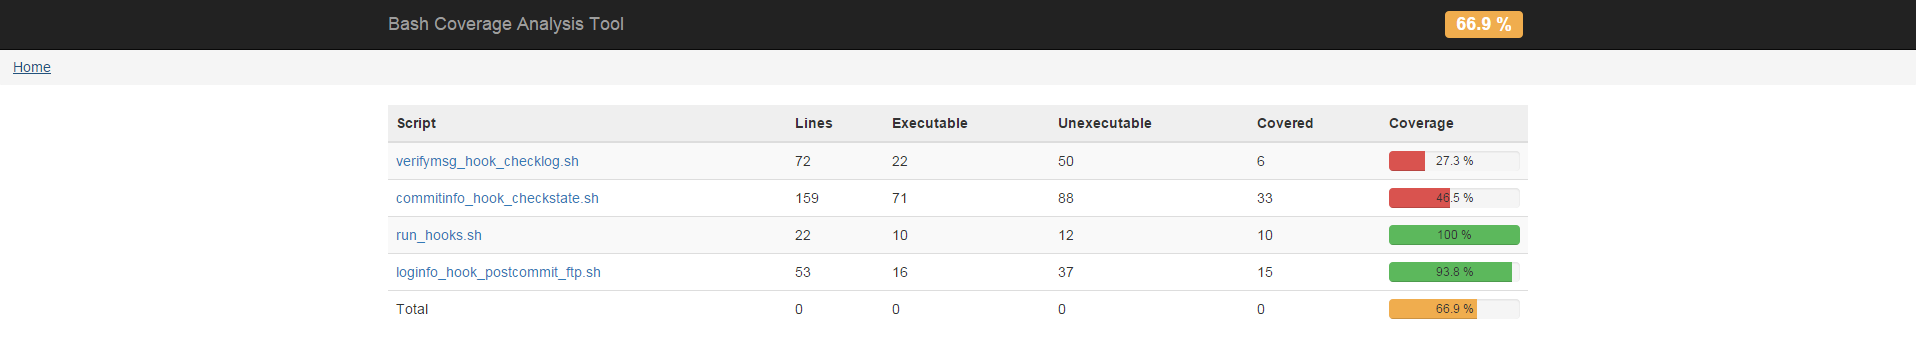 Bash Coverage Analysis Tool 66.9 %
Home
Script Lines Executable Unexecutable Covered Coverage
verifymsg_hook_checklog.sh 72 22 50 6 27.3 %
commitinfo_hook_checkstate.sh 159 71 88 33 46.5 %
run_hooks.sh 22 10 12 10 100 %
loginfo_hook_postcommit_ftp.sh 53 16 37 15 93.8 %
Total 0 0 0 0 66.9 %